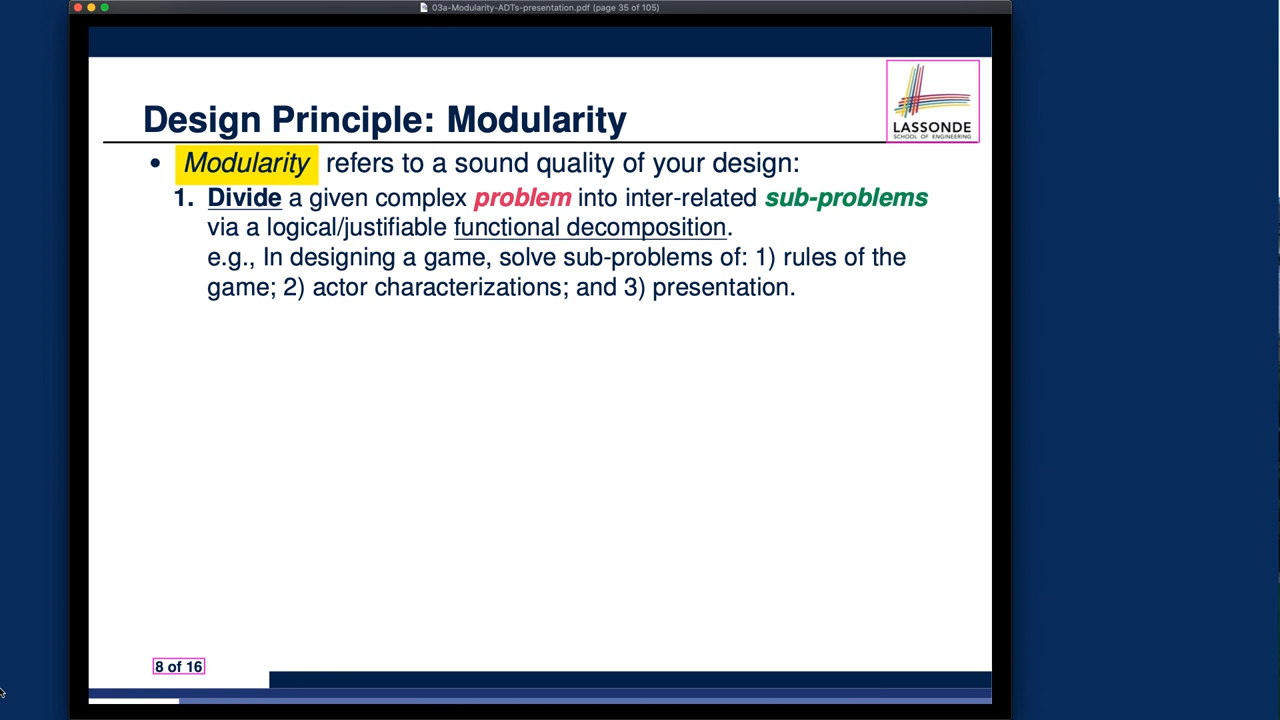 03a-Modularity-ADTs-presentation.pdf (page 35 of 105)
LASSONDE
SCHOOL OF ENGINEERING
Design Principle: Modularity
• Modularity refers to a sound quality of your design:
1. Divide a given complex problem into inter-related sub-problems
via a logical/justifiable functional decomposition.
e.g., In designing a game, solve sub-problems of: 1) rules of the
game; 2) actor characterizations; and 3) presentation.
8 of 16